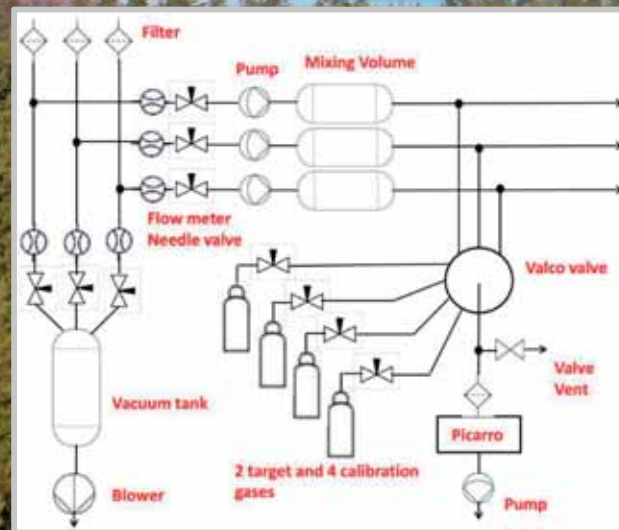 Filter
Pump
Mixing Volume
Flow meter
Needle valve
Valco valve
Valve
Vent
Vacuum tank
Picarro
2 target and 4 calibration
gases
Blower
Pump